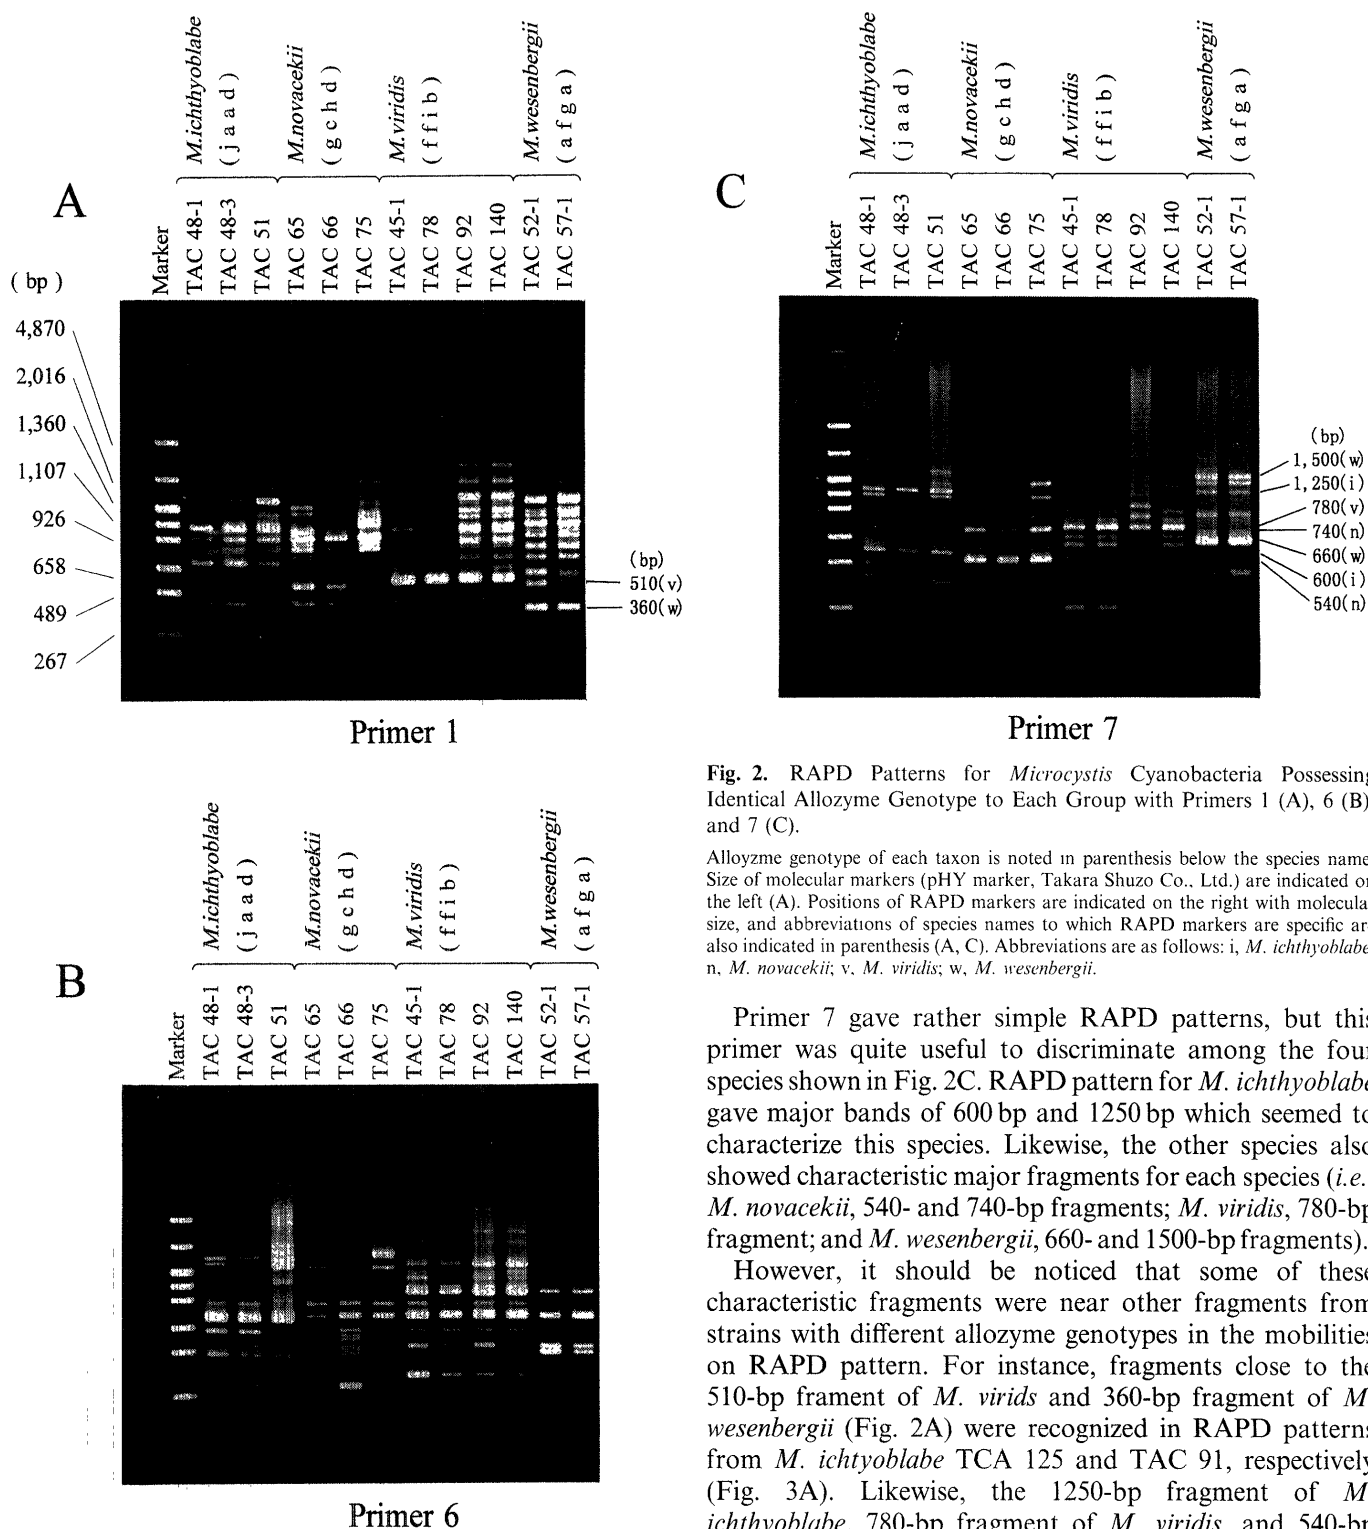 A
M.ichthyoblabe
( j a a d )
M.novacekii
( g c h d )
M.viridis
( f f i b )
M.wesenbergii
( a f g a )
Marker
TAC 48-1
TAC 48-3
TAC 51
TAC 65
TAC 66
TAC 75
TAC 45-1
TAC 78
TAC 92
TAC 140
TAC 52-1
TAC 57-1
( bp )
4,870
2,016
1,360
1,107
926
658
489
267
(bp)
510(v)
360(w)
Primer 1
B
M.ichthyoblabe
( j a a d )
M.novacekii
( g c h d )
M.viridis
( f f i b )
M.wesenbergii
( a f g a )
Marker
TAC 48-1
TAC 48-3
TAC 51
TAC 65
TAC 66
TAC 75
TAC 45-1
TAC 78
TAC 92
TAC 140
TAC 52-1
TAC 57-1
Primer 6
C
M.ichthyoblabe
( j a a d )
M.novacekii
( g c h d )
M.viridis
( f f i b )
M.wesenbergii
( a f g a )
Marker
TAC 48-1
TAC 48-3
TAC 51
TAC 65
TAC 66
TAC 75
TAC 45-1
TAC 78
TAC 92
TAC 140
TAC 52-1
TAC 57-1
(bp)
1,500(w)
1,250(i)
780(v)
740(n)
660(w)
600(i)
540(n)
Primer 7
Fig. 2. RAPD Patterns for Microcystis Cyanobacteria Possessing
Identical Allozyme Genotype to Each Group with Primers 1 (A), 6 (B)
and 7 (C).
Alloyzme genotype of each taxon is noted in parenthesis below the species name
Size of molecular markers (pHY marker, Takara Shuzo Co., Ltd.) are indicated on
the left (A). Positions of RAPD markers are indicated on the right with molecula
size, and abbreviations of species names to which RAPD markers are specific ar
also indicated in parenthesis (A, C). Abbreviations are as follows: i, M. ichthyoblabe
n, M. novacekii; v, M. viridis; w, M. wesenbergii.
Primer 7 gave rather simple RAPD patterns, but this
primer was quite useful to discriminate among the four
species shown in Fig. 2C. RAPD pattern for M. ichthyoblabe
gave major bands of 600 bp and 1250 bp which seemed to
characterize this species. Likewise, the other species also
showed characteristic major fragments for each species (i.e.
M. novacekii, 540- and 740-bp fragments; M. viridis, 780-bp
fragment; and M. wesenbergii, 660- and 1500-bp fragments).
However, it should be noticed that some of these
characteristic fragments were near other fragments from
strains with different allozyme genotypes in the mobilities
on RAPD pattern. For instance, fragments close to the
510-bp frament of M. virids and 360-bp fragment of M.
wesenbergii (Fig. 2A) were recognized in RAPD patterns
from M. ichtyoblabe TCA 125 and TAC 91, respectively
(Fig. 3A). Likewise, the 1250-bp fragment of M.
ichthyoblabe, 780-bp fragment of M. viridis, and 540-bp